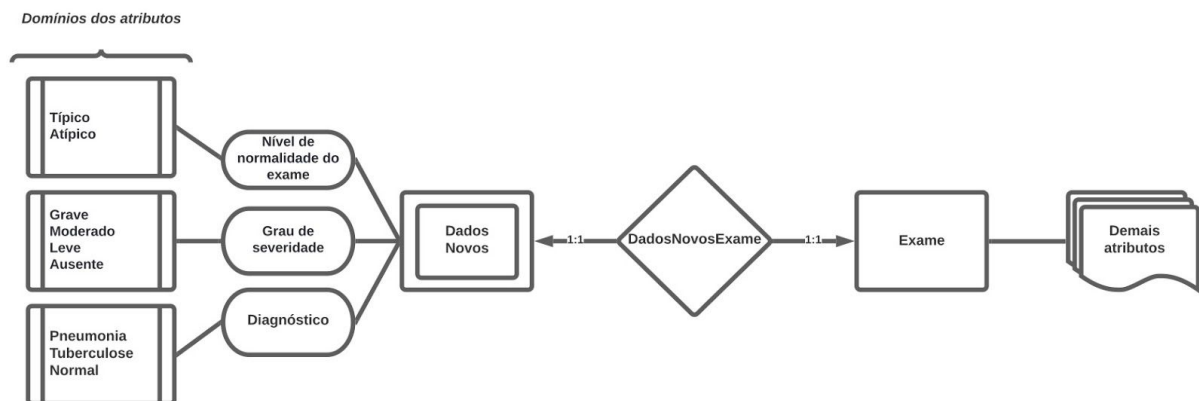 Domínios dos atributos
Típico
Atípico
Nível de
normalidade do
exame
Grave
Moderado
Leve
Ausente
Grau de
severidade
Pneumonia
Tuberculose
Normal
Diagnóstico
Dados
Novos
1:1
DadosNovosExame
1:1
Exame
Demais
atributos